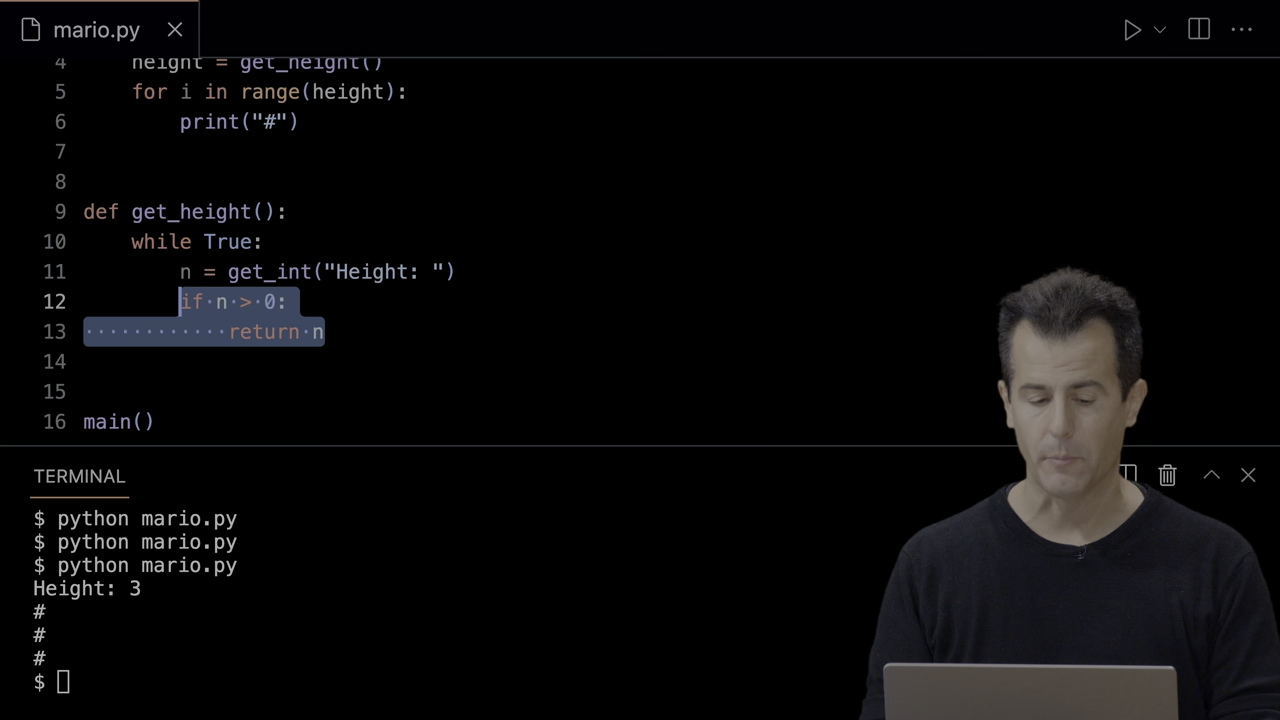 mario.py
4 height = get_height()
5 for i in range(height):
6 print("#")
7
8
9 def get_height():
10 while True:
11 n = get_int("Height: ")
12 if n > 0:
13 return n
14
15
16 main()
TERMINAL
$ python mario.py
$ python mario.py
$ python mario.py
Height: 3
#
#
#
$